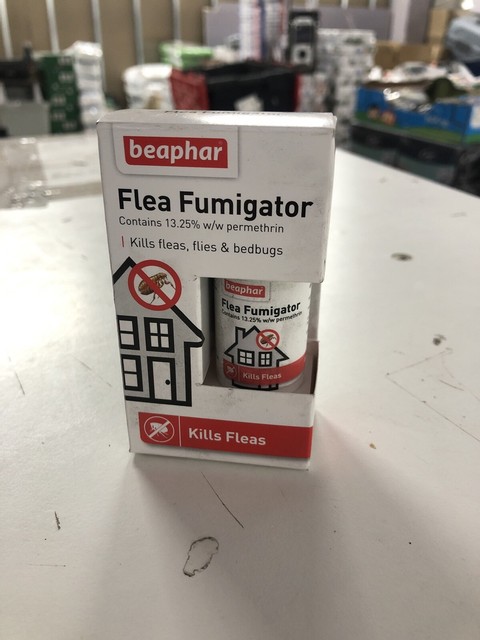 beaphar
Flea Fumigator
Contains 13.25% w/w permethrin
Kills fleas, flies & bedbugs
beaphar
Flea Fumigator
Contains 13.25% w/w permethrin
Kills Fleas
Kills Fleas